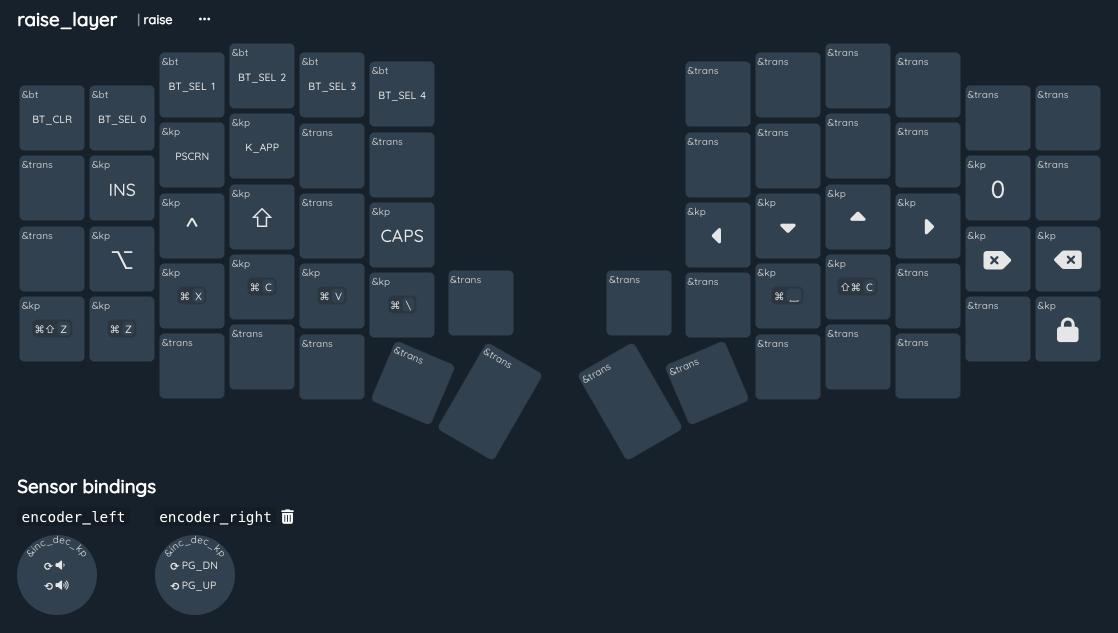 raise_layer | raise ...
&bt BT_CLR
&bt BT_SEL 0
&bt BT_SEL 1
&bt BT_SEL 2
&bt BT_SEL 3
&bt BT_SEL 4
&trans
&trans
&trans
&trans
&trans
&trans
&trans
&kp INS
&kp PSCRN
&kp K_APP
&trans
&trans
&trans
&trans
&trans
&trans
&kp 0
&trans
&trans
&kp ⌥
&kp ^
&kp ⇧
&trans
&kp CAPS
&kp ◀
&kp ▼
&kp ▲
&kp ▶
&kp ⌦
&kp ⌫
&kp ⌘⇧ Z
&kp ⌘ Z
&kp ⌘ X
&kp ⌘ C
&kp ⌘ V
&kp ⌘ \
&trans
&trans
&trans
&kp ⌘ _
&kp ⇧⌘ C
&trans
&trans
&kp
&trans
&trans
&trans
&trans
&trans
&trans
&trans
&trans
&trans
&trans
Sensor bindings
encoder_left encoder_right
&inc_dec_kp
&inc_dec_kp
PG_DN
PG_UP